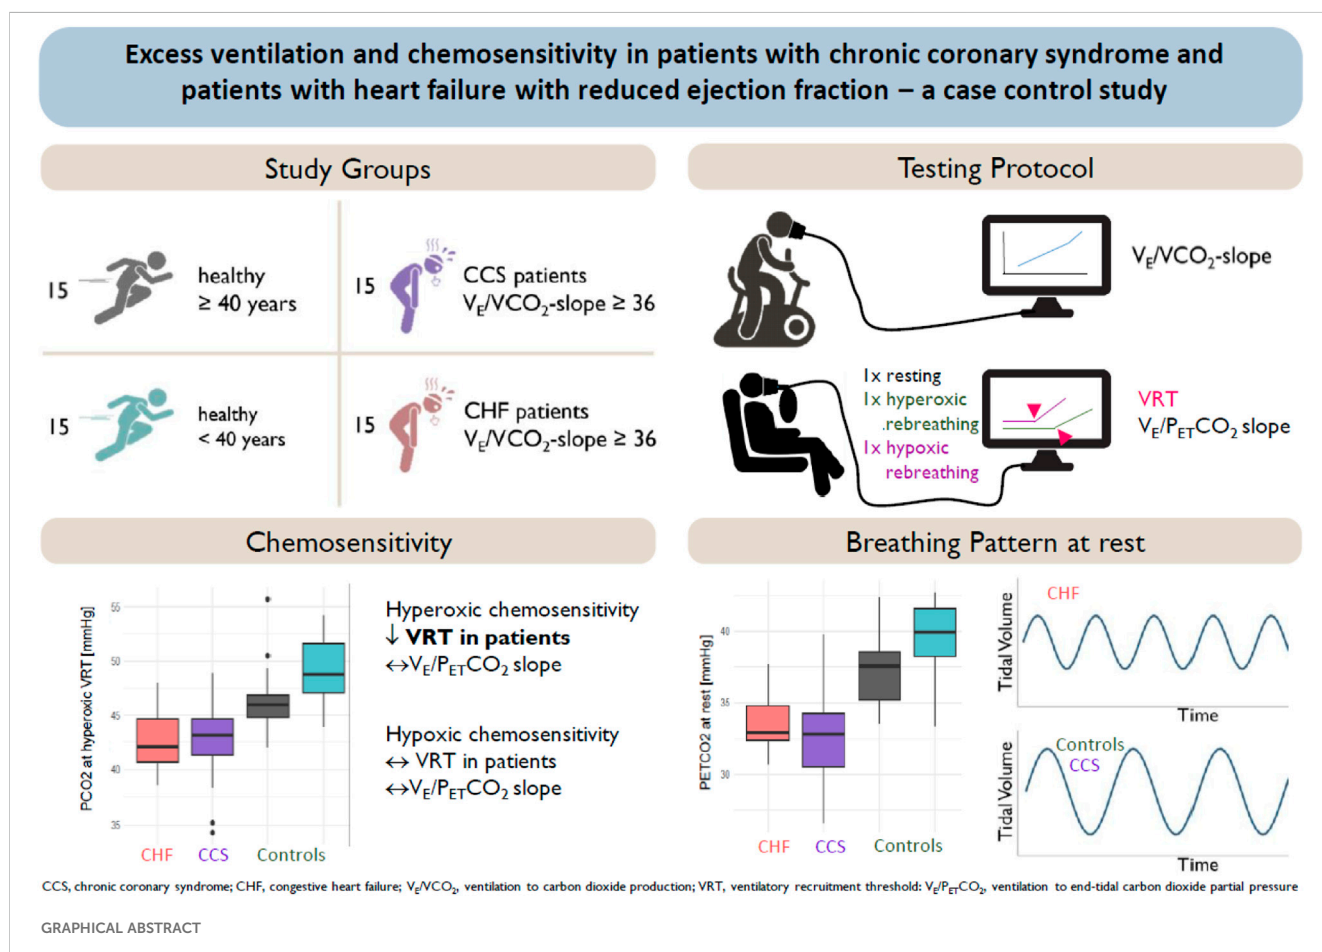 Excess ventilation and chemosensitivity in patients with chronic coronary syndrome and
patients with heart failure with reduced ejection fraction – a case control study
Study Groups
15
healthy
≥ 40 years
15
CCS patients
VE/VCO2-slope ≥ 36
15
healthy
< 40 years
15
CHF patients
VE/VCO2-slope ≥ 36
Testing Protocol
VE/VCO2-slope
1x resting
1x hyperoxic
.rebreathing
1x hypoxic
rebreathing
VRT
VE/PETCO2 slope
Chemosensitivity
PCO2 at hyperoxic VRT [mmHg]
55
50
45
40
35
CHF
CCS
Controls
Hyperoxic chemosensitivity
↓ VRT in patients
↔VE/PETCO2 slope
Hypoxic chemosensitivity
↔ VRT in patients
↔VE/PETCO2 slope
Breathing Pattern at rest
PETCO2 at rest [mmHg]
40
35
30
CHF
CCS
Controls
CHF
Tidal Volume
Time
Controls
CCS
Tidal Volume
Time
CCS, chronic coronary syndrome; CHF, congestive heart failure; VE/VCO2, ventilation to carbon dioxide production; VRT, ventilatory recruitment threshold: VE/PETCO2, ventilation to end-tidal carbon dioxide partial pressure
GRAPHICAL ABSTRACT